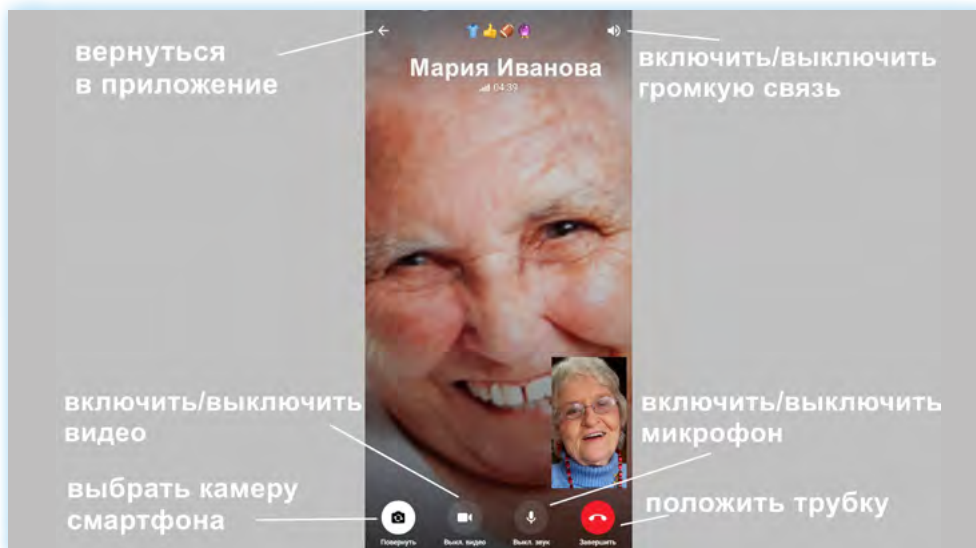 вернуться
в приложение
Мария Иванова
04:39
включить/выключить
громкую связь
включить/выключить
видео
включить/выключить
микрофон
выбрать камеру
смартфона
положить трубку
Повернуть
Выкл. видео
Выкл. звук
Завершить